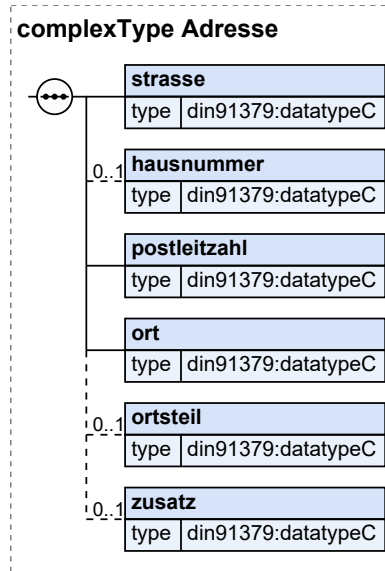 complexType Adresse
strasse
type din91379:datatypeC
0..1 hausnummer
type din91379:datatypeC
postleitzahl
type din91379:datatypeC
ort
type din91379:datatypeC
0..1 ortsteil
type din91379:datatypeC
0..1 zusatz
type din91379:datatypeC